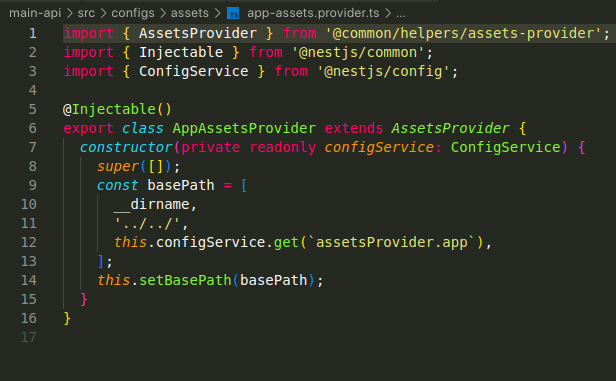 main-api > src > configs > assets > TS app-assets.provider.ts > ...
1 import { AssetsProvider } from '@common/helpers/assets-provider';
2 import { Injectable } from '@nestjs/common';
3 import { ConfigService } from '@nestjs/config';
4
5 @Injectable()
6 export class AppAssetsProvider extends AssetsProvider {
7   constructor(private readonly configService: ConfigService) {
8     super([]);
9     const basePath = [
10       __dirname,
11       '../../',
12       this.configService.get(`assetsProvider.app`),
13     ];
14     this.setBasePath(basePath);
15   }
16 }
17